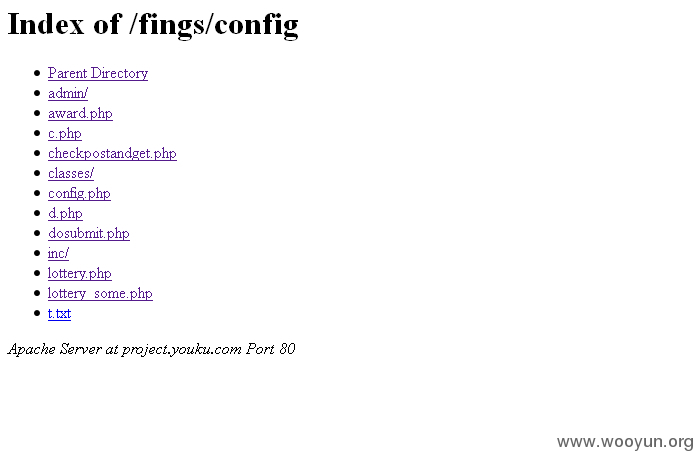 Index of /fings/config
Parent Directory
admin/
award.php
c.php
checkpostandget.php
classes/
config.php
d.php
dosubmit.php
inc/
lottery.php
lottery_some.php
t.txt
Apache Server at project.youku.com Port 80
www.wooyun.org